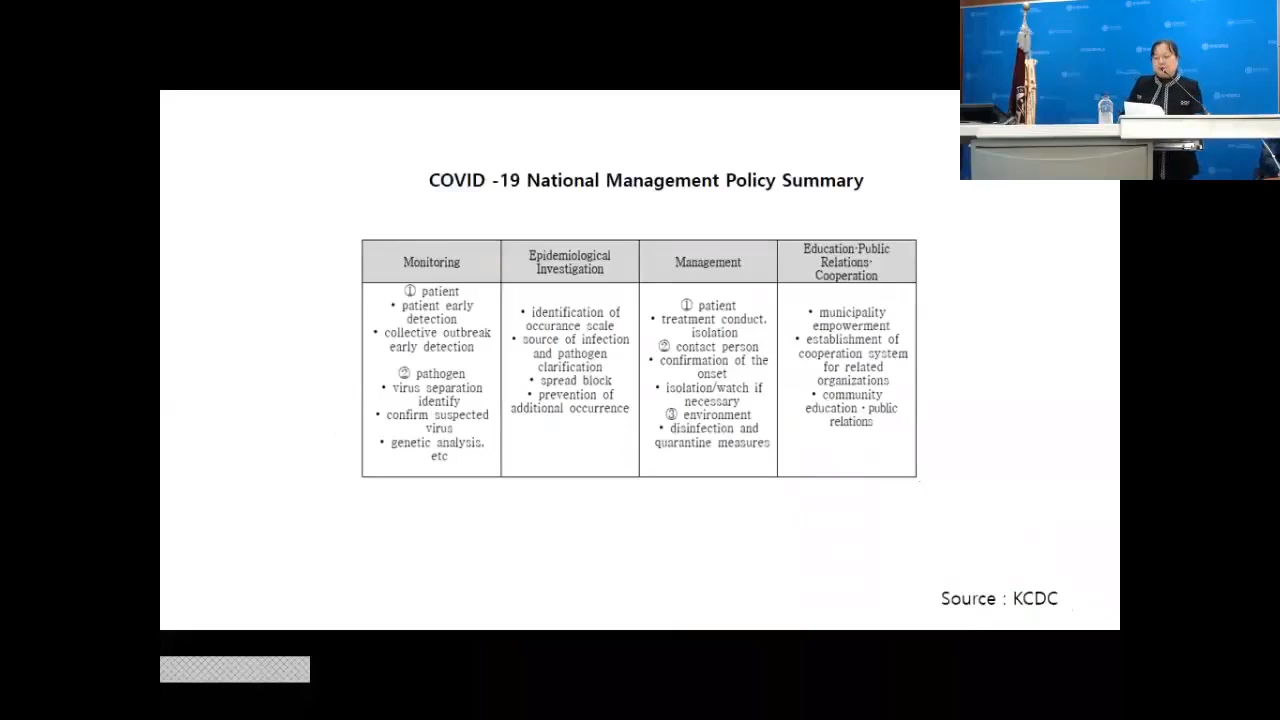 COVID -19 National Management Policy Summary
Monitoring
① patient
• patient early
detection
• collective outbreak
early detection
② pathogen
• virus separation
identify
• confirm suspected
virus
• genetic analysis,
etc
Epidemiological
Investigation
• identification of
occurance scale
• source of infection
and pathogen
clarification
• spread block
• prevention of
additional occurrence
Management
① patient
• treatment conduct,
isolation
② contact person
• confirmation of the
onset
• isolation/watch if
necessary
③ environment
• disinfection and
quarantine measures
Education·Public
Relations·
Cooperation
• municipality
empowerment
• establishment of
cooperation system
for related
organizations
• community
education·public
relations
Source : KCDC